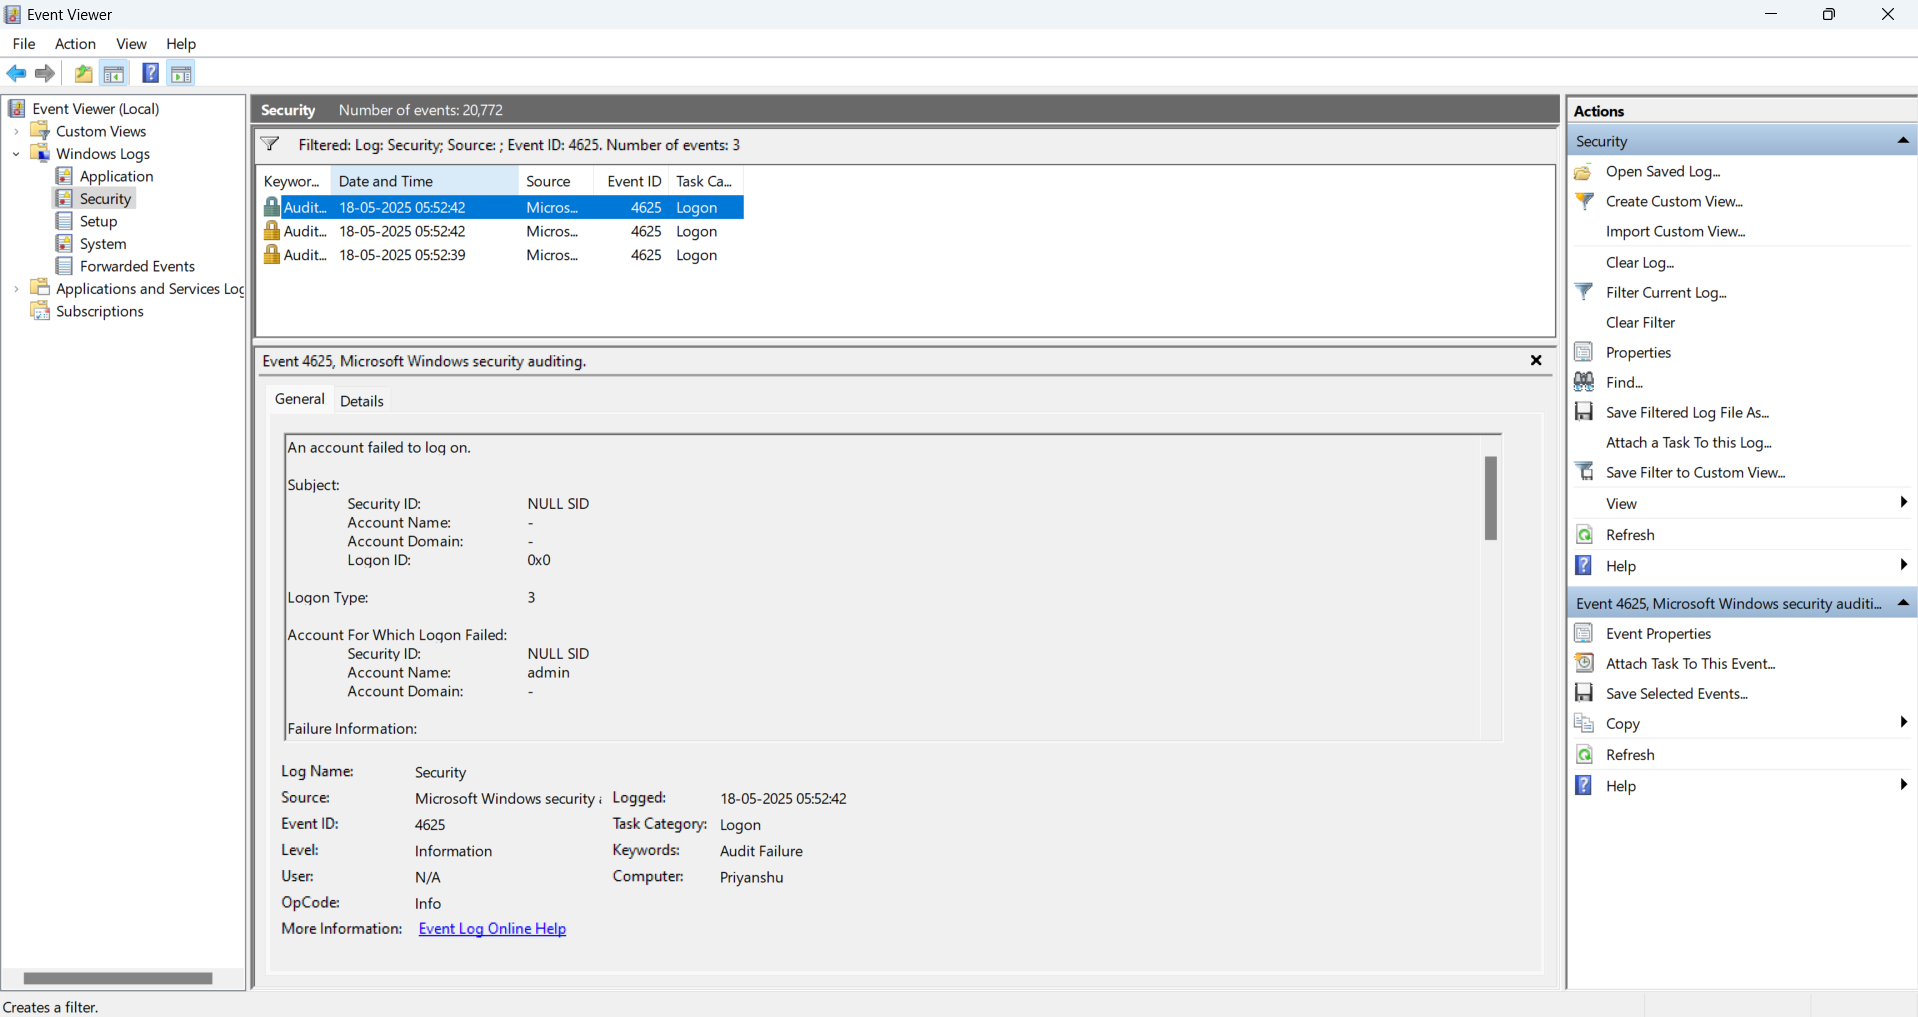 Event Viewer
File Action View Help
Event Viewer (Local)
Custom Views
Windows Logs
Application
Security
Setup
System
Forwarded Events
Applications and Services Log
Subscriptions
Security Number of events: 20,772
Filtered: Log: Security; Source: ; Event ID: 4625. Number of events: 3
Keywor... Date and Time Source Event ID Task Ca...
Audit... 18-05-2025 05:52:42 Micros... 4625 Logon
Audit... 18-05-2025 05:52:42 Micros... 4625 Logon
Audit... 18-05-2025 05:52:39 Micros... 4625 Logon
Event 4625, Microsoft Windows security auditing.
General Details
An account failed to log on.
Subject:
Security ID: NULL SID
Account Name: -
Account Domain: -
Logon ID: 0x0
Logon Type: 3
Account For Which Logon Failed:
Security ID: NULL SID
Account Name: admin
Account Domain: -
Failure Information:
Log Name: Security
Source: Microsoft Windows security Logged: 18-05-2025 05:52:42
Event ID: 4625 Task Category: Logon
Level: Information Keywords: Audit Failure
User: N/A Computer: Priyanshu
OpCode: Info
More Information: Event Log Online Help
Actions
Security
Open Saved Log...
Create Custom View...
Import Custom View...
Clear Log...
Filter Current Log...
Clear Filter
Properties
Find...
Save Filtered Log File As...
Attach a Task To this Log...
Save Filter to Custom View...
View
Refresh
Help
Event 4625, Microsoft Windows security auditi...
Event Properties
Attach Task To This Event...
Save Selected Events...
Copy
Refresh
Help
Creates a filter.